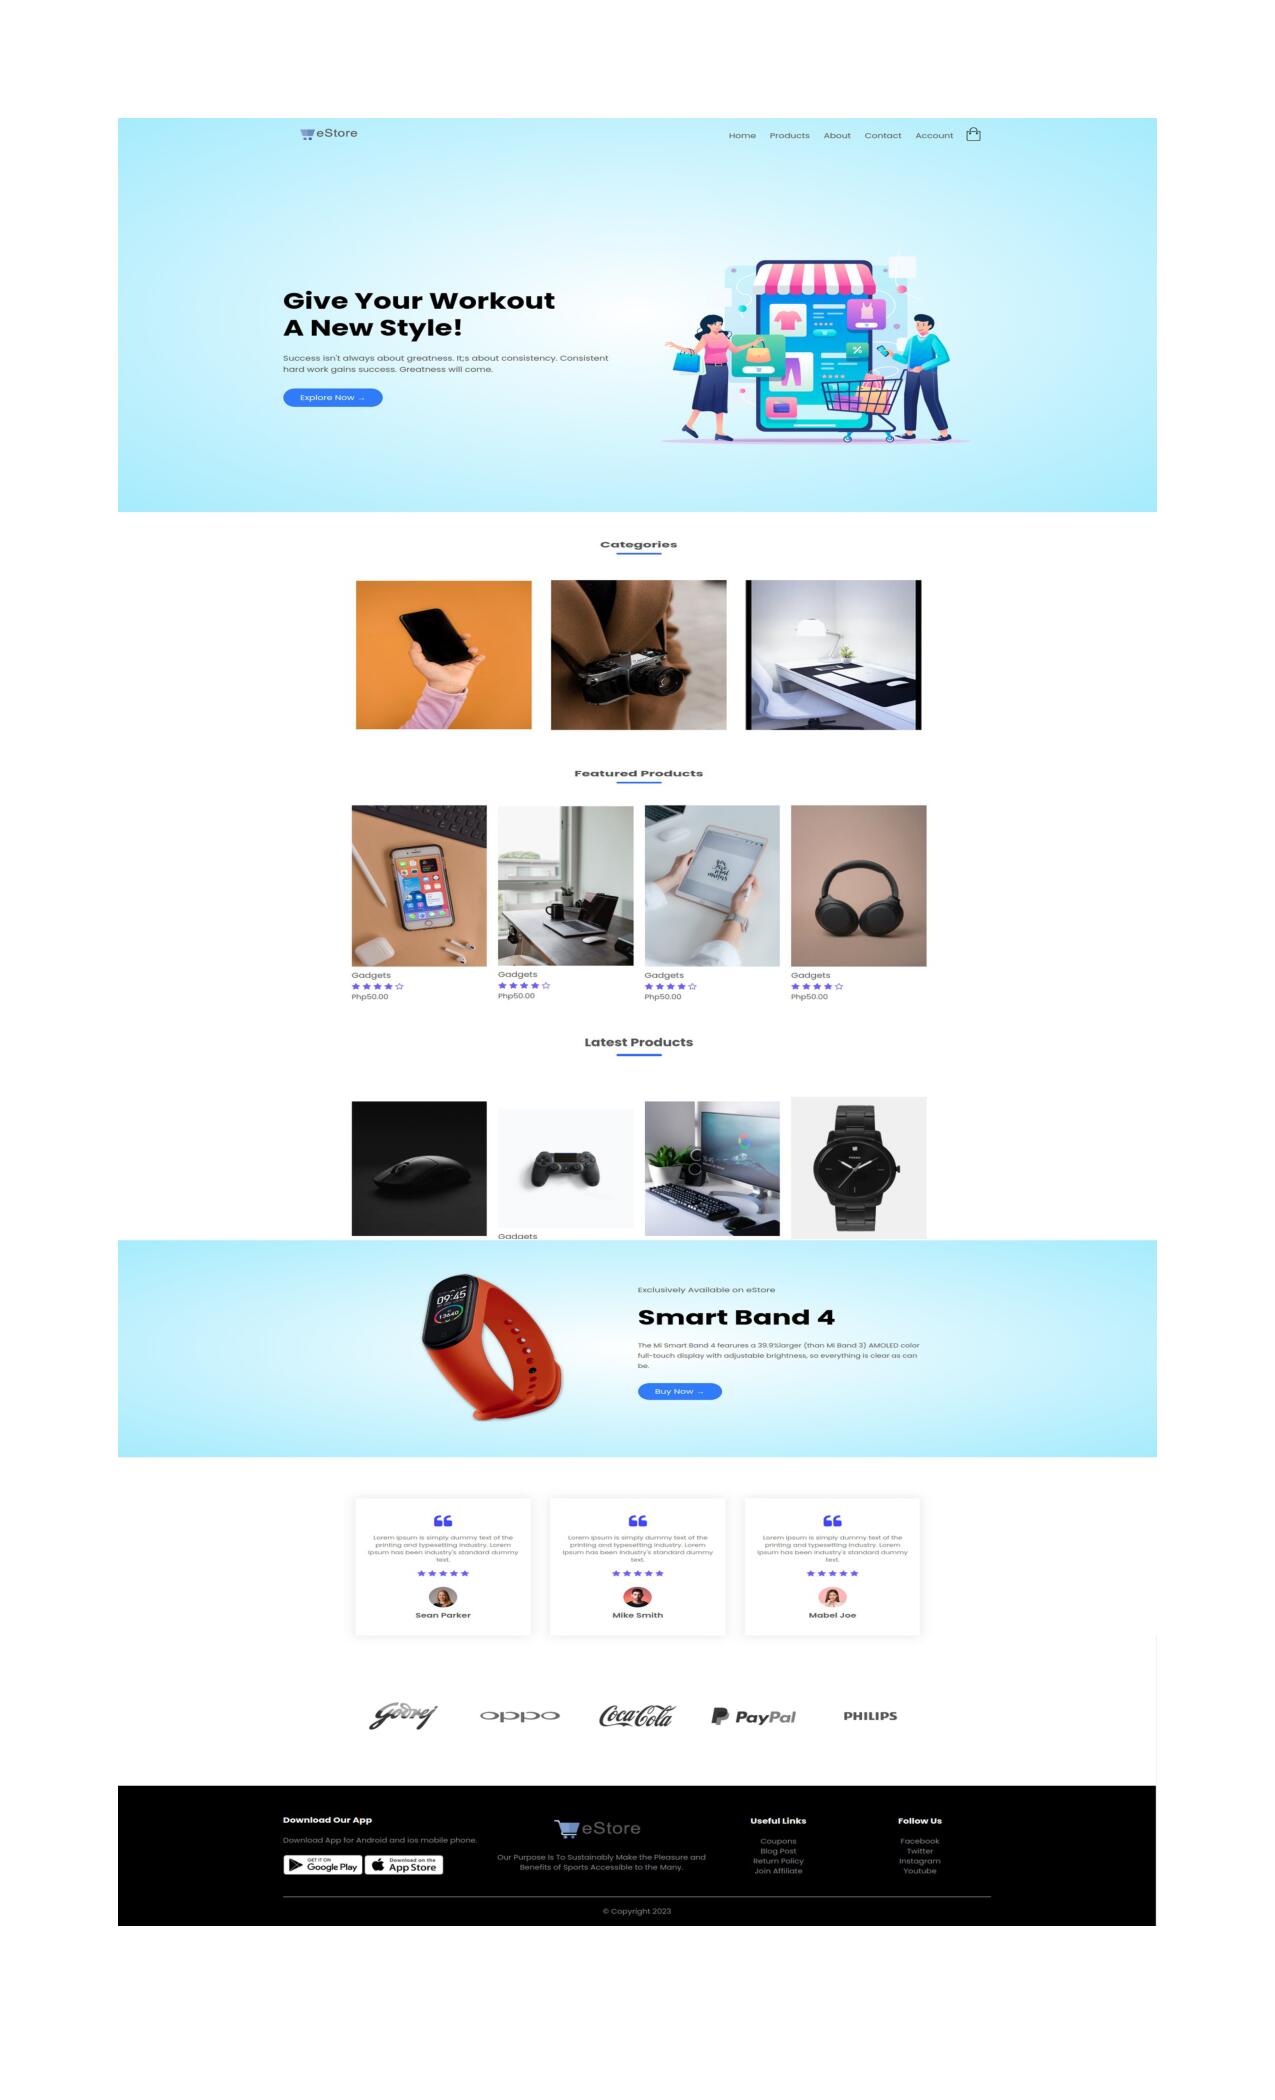 eStore
Home Products About Contact Account
Give Your Workout
A New Style!
Success isn't always about greatness. It;s about consistency. Consistent
hard work gains success. Greatness will come.
Explore Now →
Categories
Featured Products
Gadgets
Php50.00
Gadgets
Php50.00
Gadgets
Php50.00
Gadgets
Php50.00
Latest Products
FOSSIL
Gadgets
09:45
13640
Exclusively Available on eStore
Smart Band 4
The Mi Smart Band 4 fearures a 39.9%larger (than Mi Band 3) AMOLED color
full-touch display with adjustable brightness, so everything is clear as can
be.
Buy Now →
Lorem Ipsum is simply dummy text of the
printing and typesetting industry. Lorem
Ipsum has been industry's standard dummy
text.
Sean Parker
Lorem Ipsum is simply dummy text of the
printing and typesetting industry. Lorem
Ipsum has been industry's standard dummy
text.
Mike Smith
Lorem Ipsum is simply dummy text of the
printing and typesetting industry. Lorem
Ipsum has been industry's standard dummy
text.
Mabel Joe
Godrej
oppo
Coca-Cola
PayPal
PHILIPS
Download Our App
Download App for Android and ios mobile phone.
GET IT ON
Google Play
Download on the
App Store
eStore
Our Purpose Is To Sustainably Make the Pleasure and
Benefits of Sports Accessible to the Many.
Useful Links
Coupons
Blog Post
Return Policy
Join Affiliate
Follow Us
Facebook
Twitter
Instagram
Youtube
© Copyright 2023